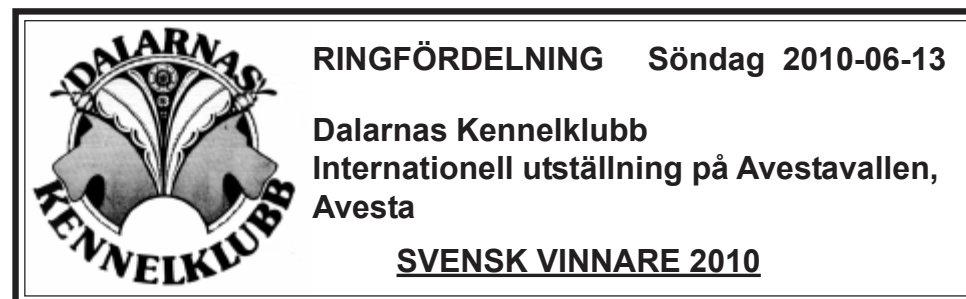 DALARNAS
KENNELKLUBB
RINGFÖRDELNING Söndag 2010-06-13
Dalarnas Kennelklubb
Internationell utställning på Avestavallen,
Avesta
SVENSK VINNARE 2010